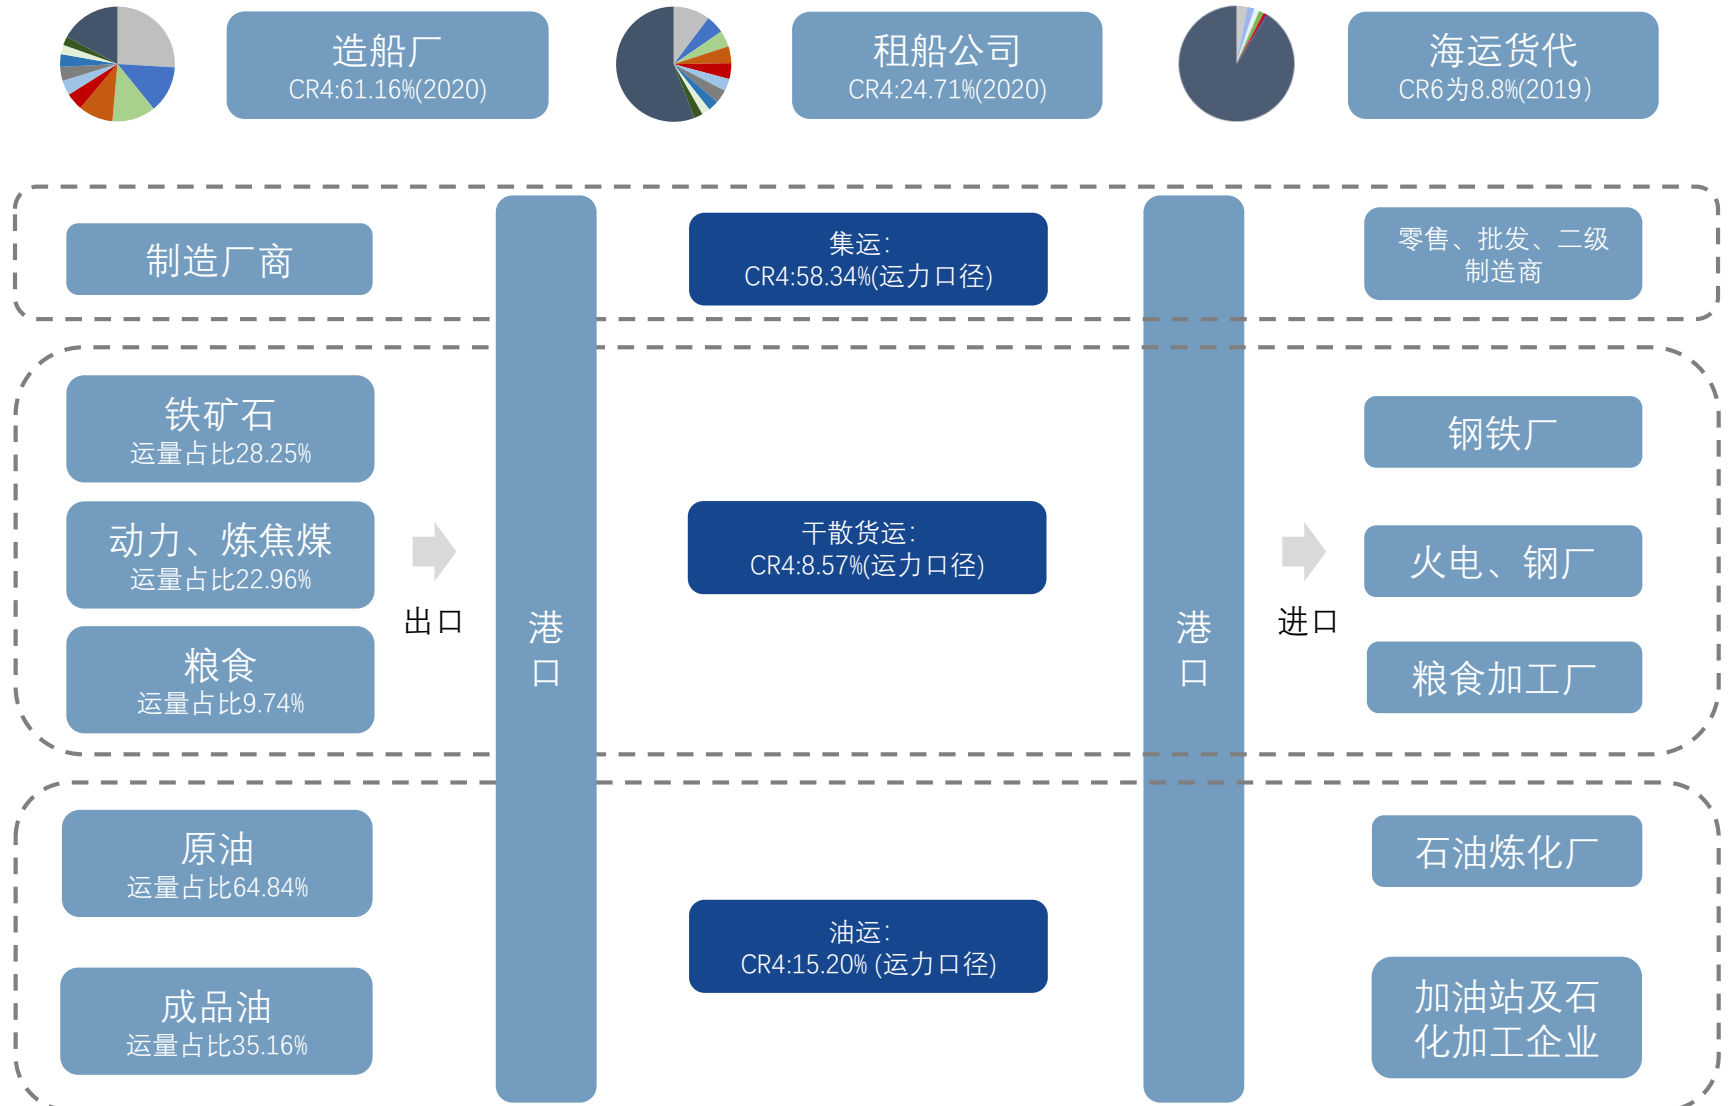 造船厂
CR4:61.16%(2020)
租船公司
CR4:24.71%(2020)
海运货代
CR6为8.8%(2019）
制造厂商
集运：
CR4:58.34%(运力口径)
零售、批发、二级
制造商
铁矿石
运量占比28.25%
动力、炼焦煤
运量占比22.96%
粮食
运量占比9.74%
出口
港
口
干散货运：
CR4:8.57%(运力口径)
港
口
进口
钢铁厂
火电、钢厂
粮食加工厂
原油
运量占比64.84%
成品油
运量占比35.16%
油运：
CR4:15.20% (运力口径)
石油炼化厂
加油站及石
化加工企业